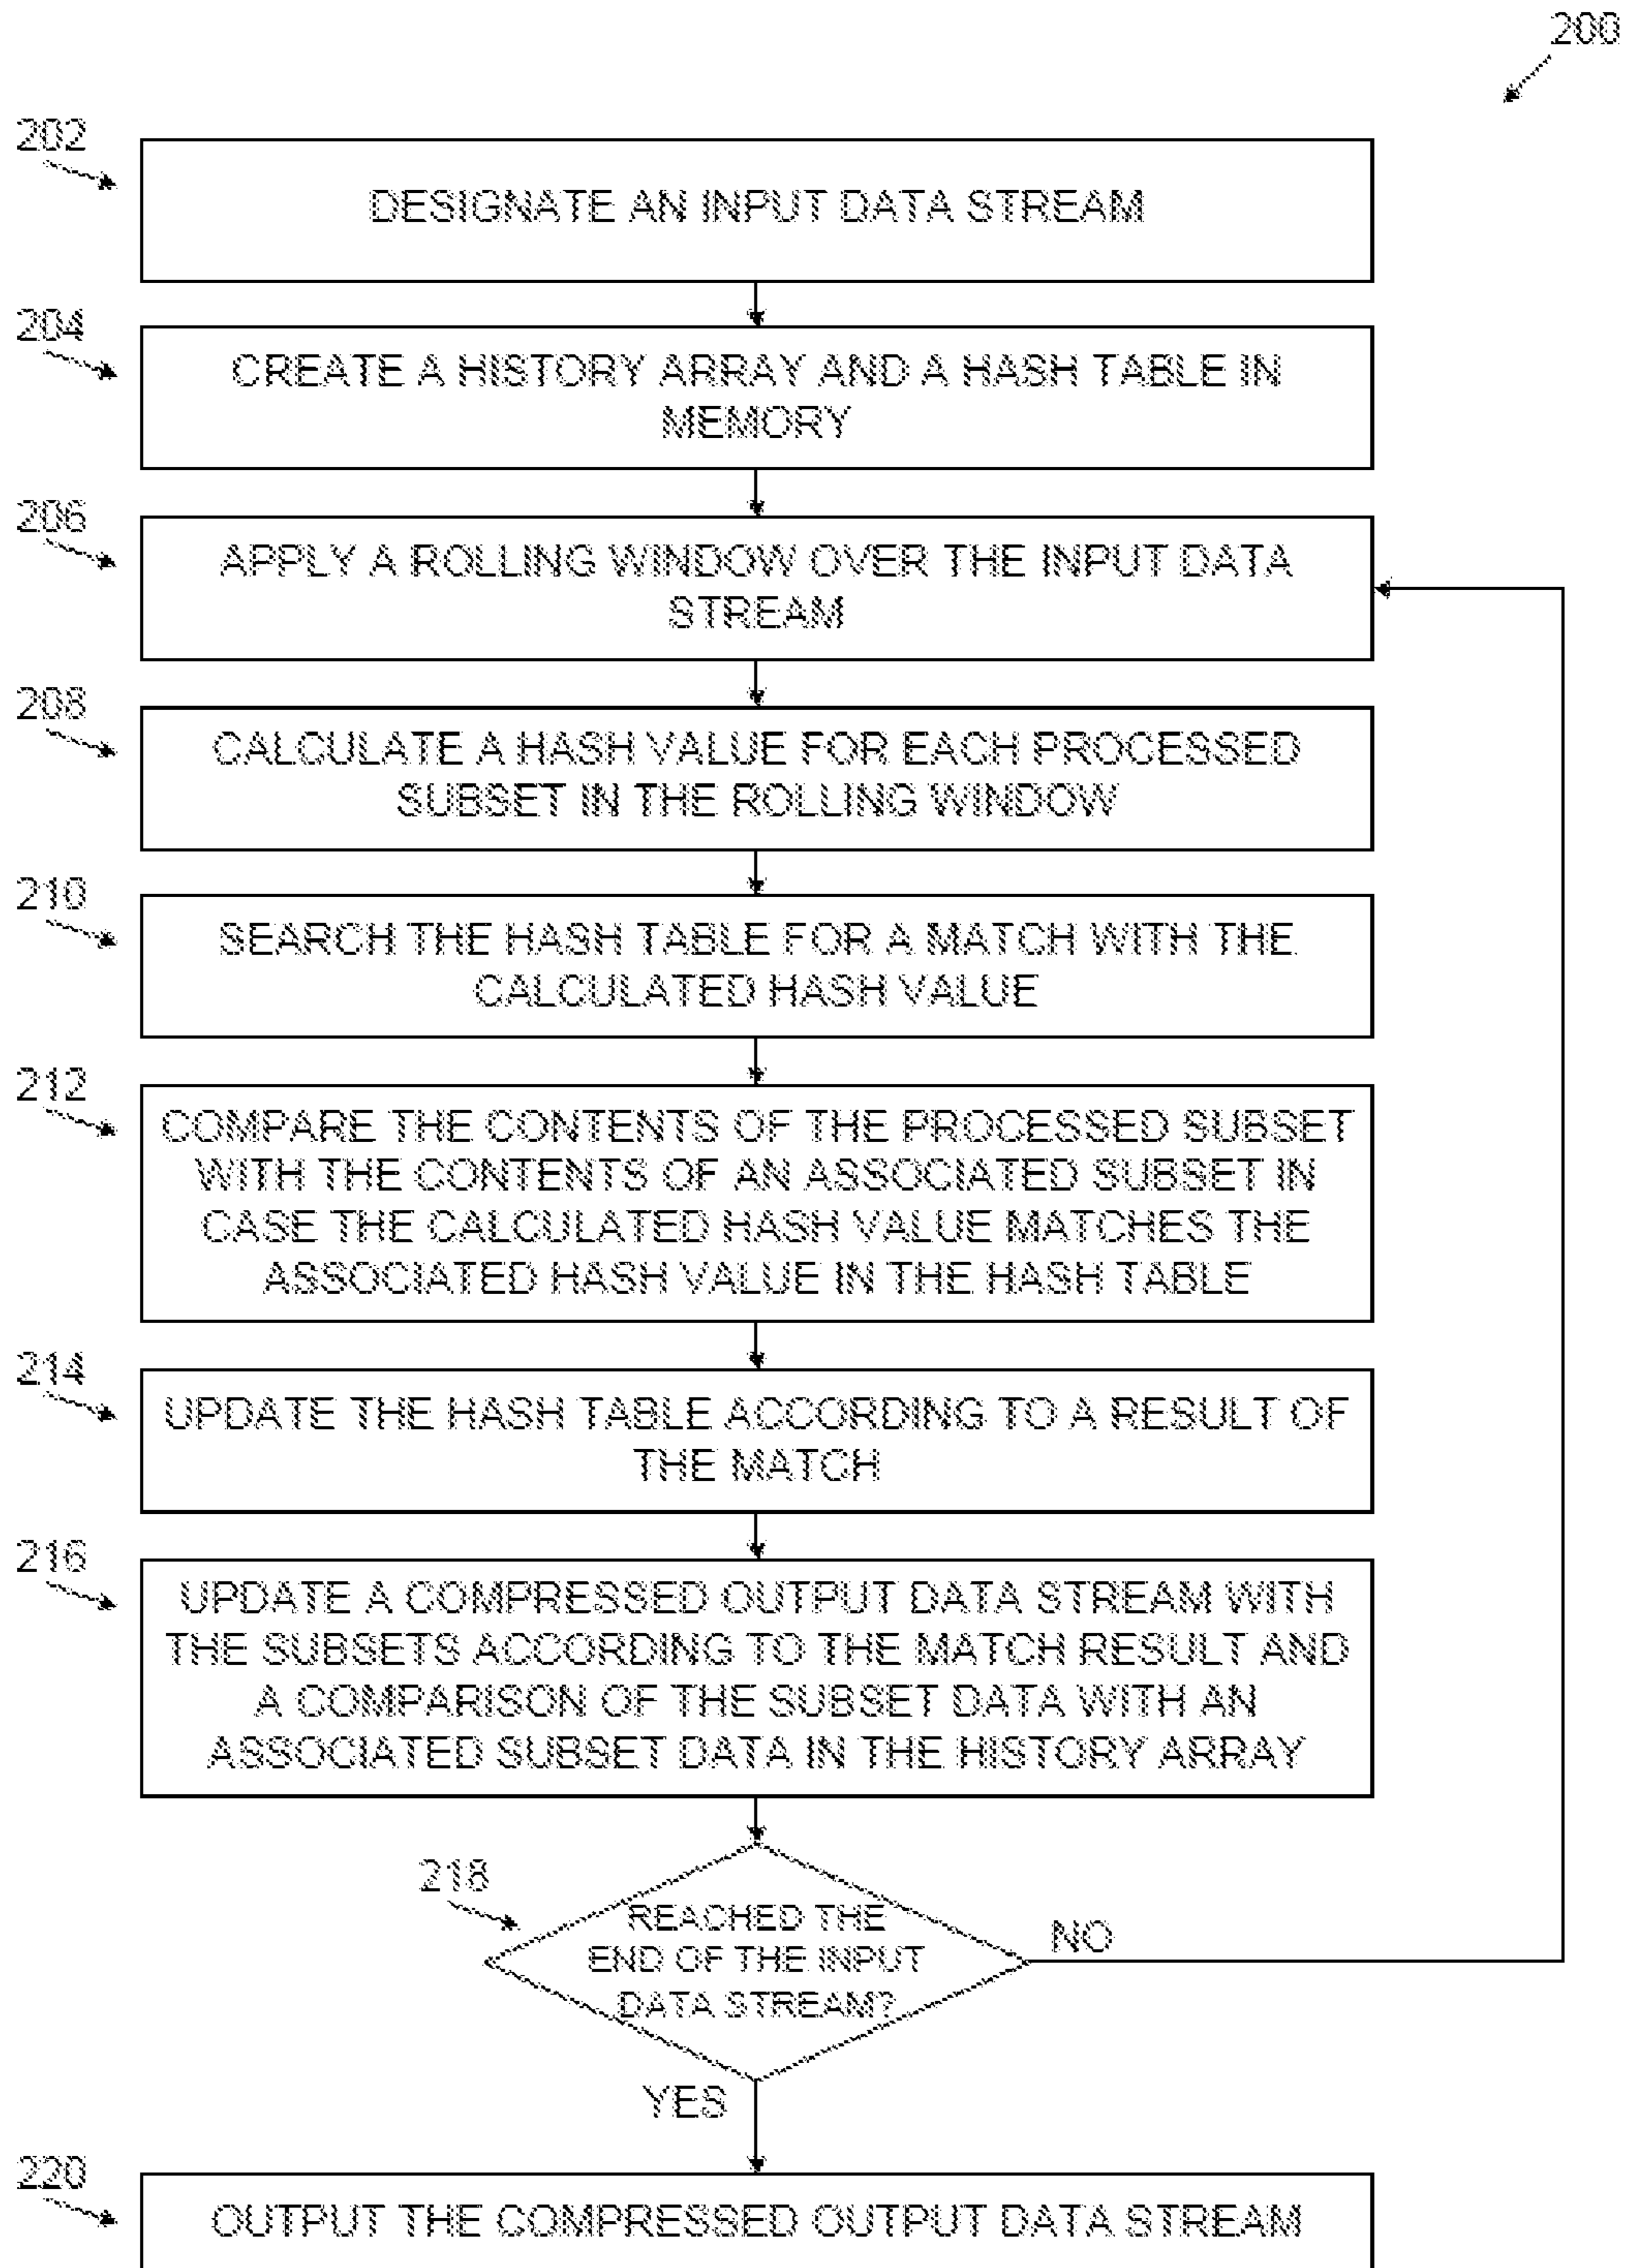 200
202
DESIGNATE AN INPUT DATA STREAM
204
CREATE A HISTORY ARRAY AND A HASH TABLE IN
MEMORY
206
APPLY A ROLLING WINDOW OVER THE INPUT DATA
STREAM
208
CALCULATE A HASH VALUE FOR EACH PROCESSED
SUBSET IN THE ROLLING WINDOW
210
SEARCH THE HASH TABLE FOR A MATCH WITH THE
CALCULATED HASH VALUE
212
COMPARE THE CONTENTS OF THE PROCESSED SUBSET
WITH THE CONTENTS OF AN ASSOCIATED SUBSET IN
CASE THE CALCULATED HASH VALUE MATCHES THE
ASSOCIATED HASH VALUE IN THE HASH TABLE
214
UPDATE THE HASH TABLE ACCORDING TO A RESULT OF
THE MATCH
216
UPDATE A COMPRESSED OUTPUT DATA STREAM WITH
THE SUBSETS ACCORDING TO THE MATCH RESULT AND
A COMPARISON OF THE SUBSET DATA WITH AN
ASSOCIATED SUBSET DATA IN THE HISTORY ARRAY
218
REACHED THE
END OF THE INPUT
DATA STREAM?
NO
YES
220
OUTPUT THE COMPRESSED OUTPUT DATA STREAM